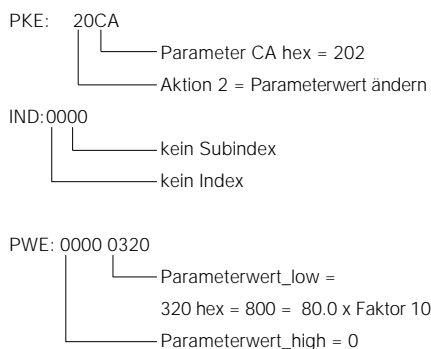 PKE: 20CA
Parameter CA hex = 202
Aktion 2 = Parameterwert ändern
IND:0000
kein Subindex
kein Index
PWE: 0000 0320
Parameterwert_low =
320 hex = 800 = 80.0 x Faktor 10
Parameterwert_high = 0